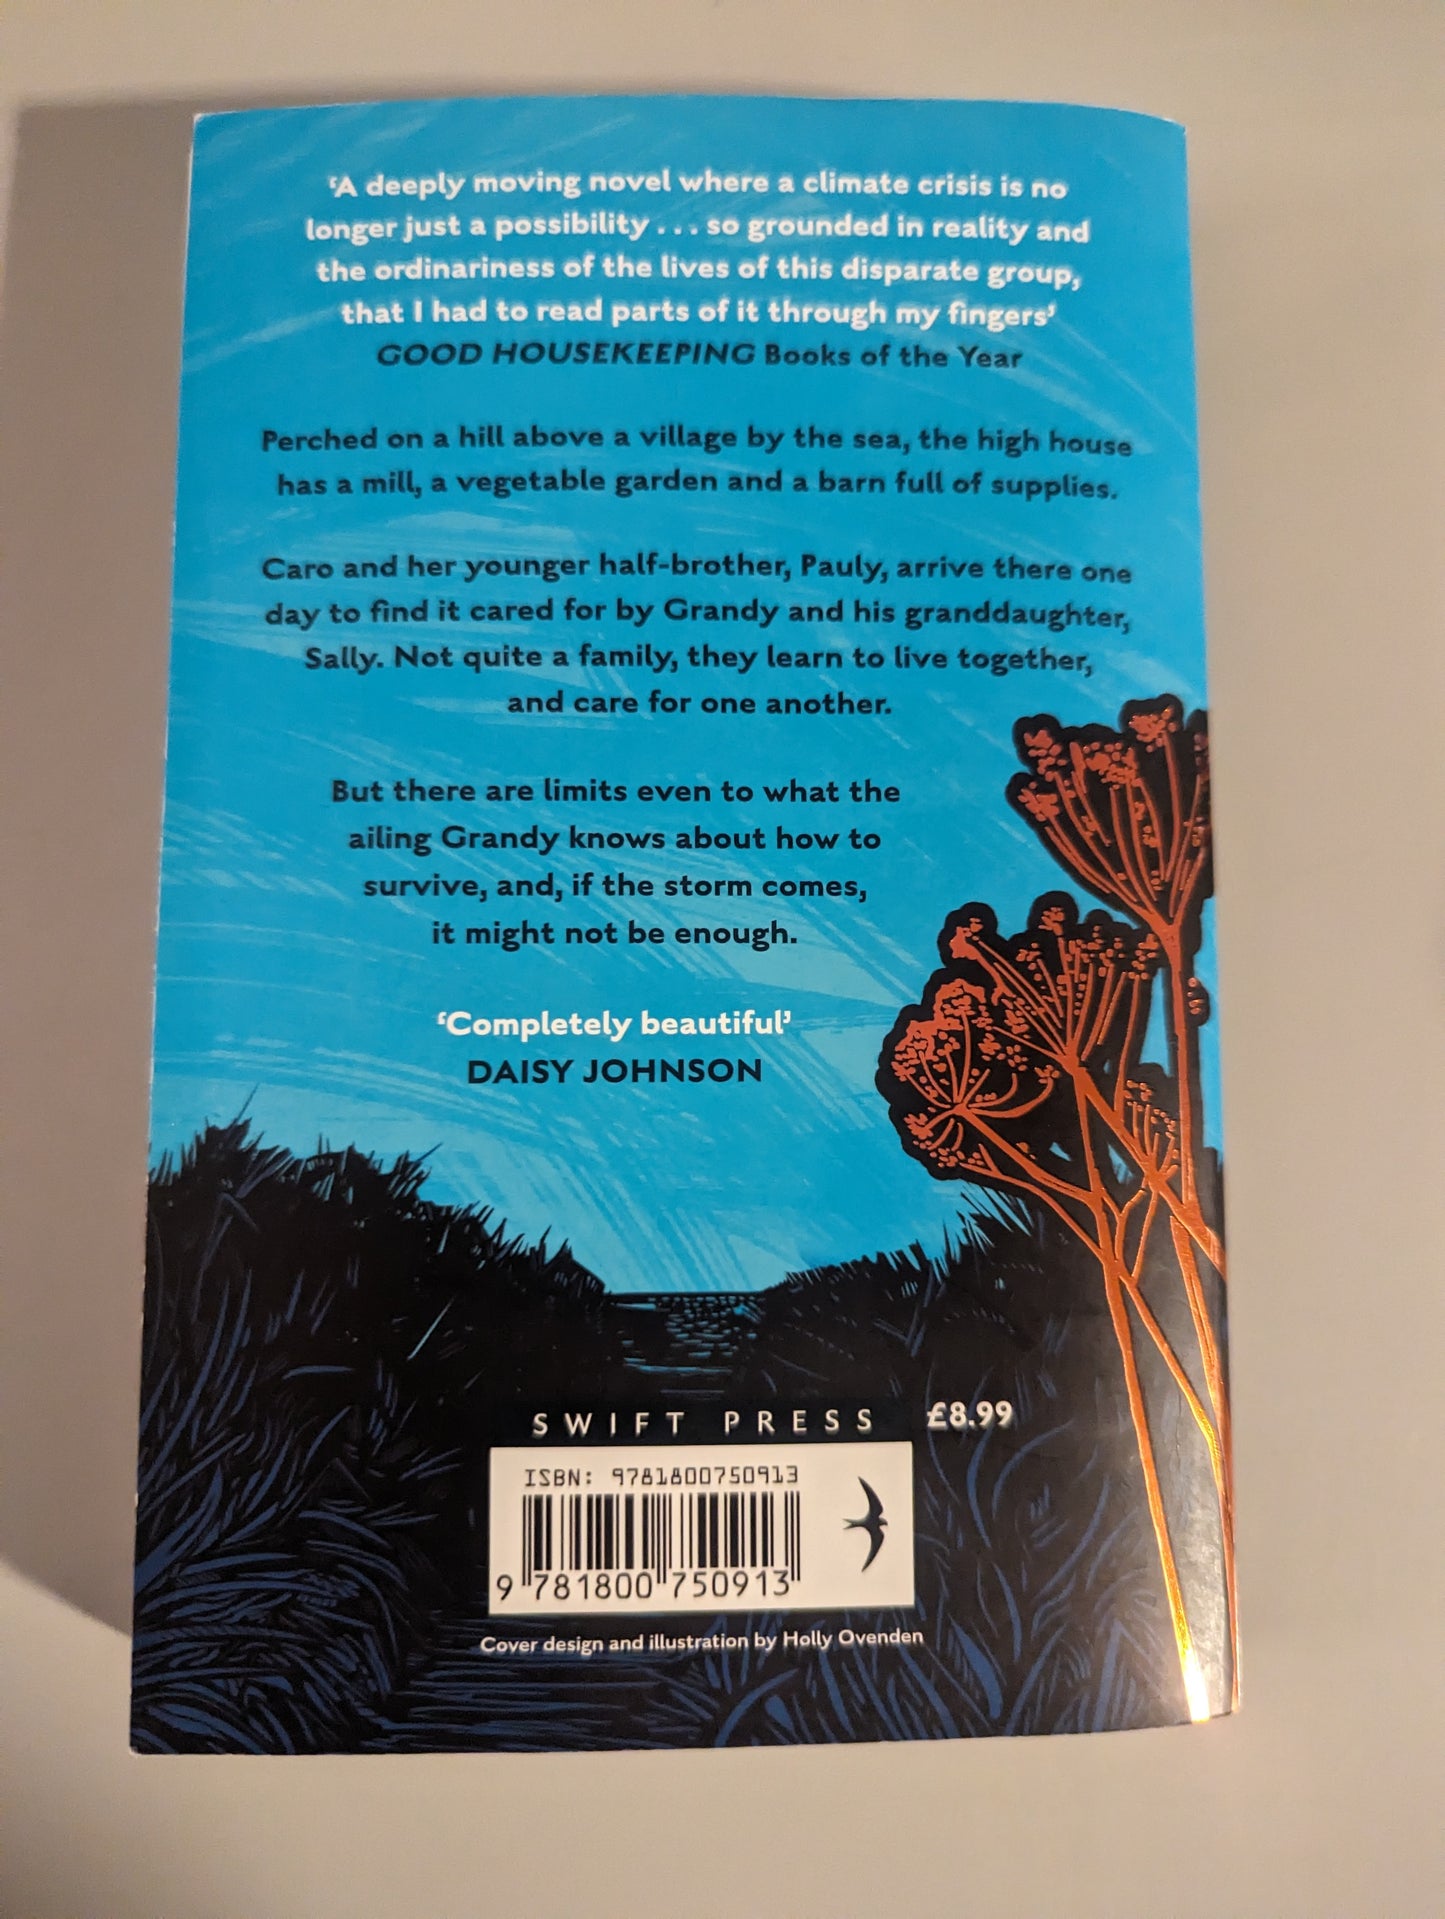 ‘A deeply moving novel where a climate crisis is no
longer just a possibility . . . so grounded in reality and
the ordinariness of the lives of this disparate group,
that I had to read parts of it through my fingers’
GOOD HOUSEKEEPING Books of the Year
Perched on a hill above a village by the sea, the high house
has a mill, a vegetable garden and a barn full of supplies.
Caro and her younger half-brother, Pauly, arrive there one
day to find it cared for by Grandy and his granddaughter,
Sally. Not quite a family, they learn to live together,
and care for one another.
But there are limits even to what the
ailing Grandy knows about how to
survive, and, if the storm comes,
it might not be enough.
‘Completely beautiful’
DAISY JOHNSON
SWIFT PRESS £8.99
ISBN: 9781800750913
9 781800 750913
Cover design and illustration by Holly Ovenden